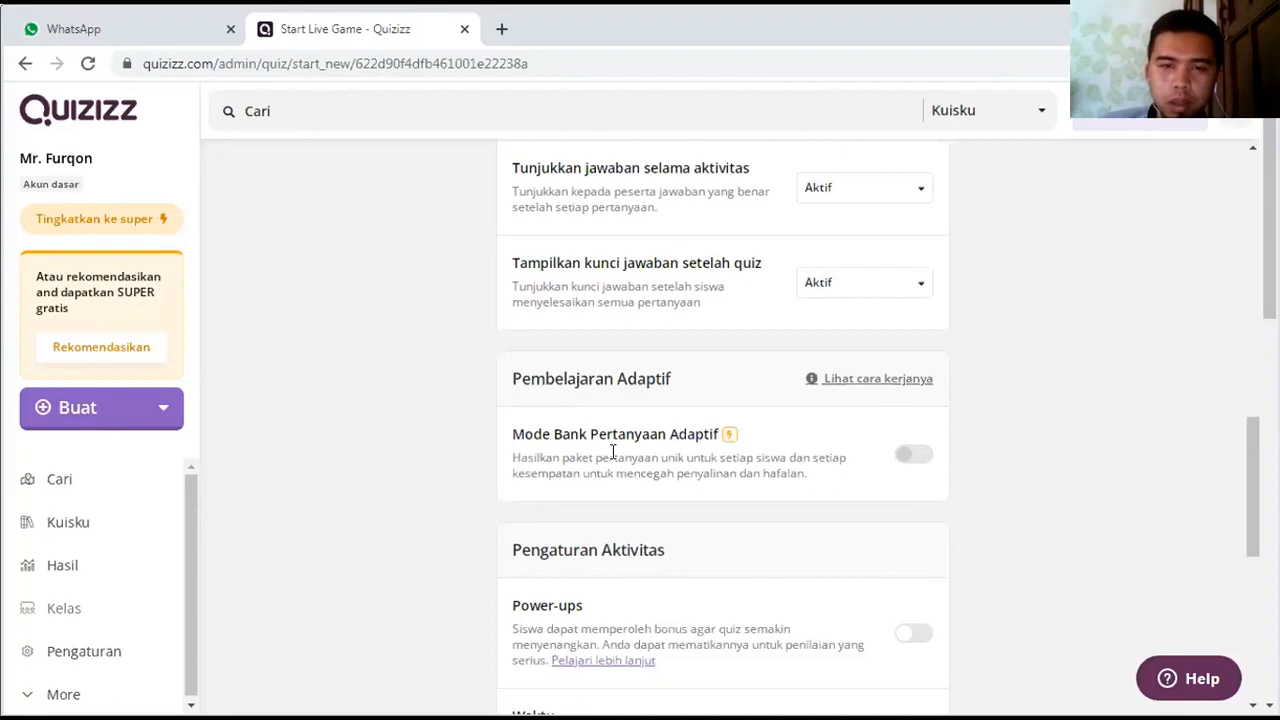 WhatsApp
Start Live Game - Quizizz
quizizz.com/admin/quiz/start_new/622d90f4dfb461001e22238a
QUIZIZZ
Cari
Kuisku
Mr. Furqon
Akun dasar
Tingkatkan ke super
Atau rekomendasikan
and dapatkan SUPER
gratis
Rekomendasikan
Buat
Cari
Kuisku
Hasil
Kelas
Pengaturan
More
Tunjukkan jawaban selama aktivitas
Tunjukkan kepada peserta jawaban yang benar
setelah setiap pertanyaan.
Aktif
Tampilkan kunci jawaban setelah quiz
Tunjukkan kunci jawaban setelah siswa
menyelesaikan semua pertanyaan
Aktif
Pembelajaran Adaptif
Lihat cara kerjanya
Mode Bank Pertanyaan Adaptif
Hasilkan paket pertanyaan unik untuk setiap siswa dan setiap
kesempatan untuk mencegah penyalinan dan hafalan.
Pengaturan Aktivitas
Power-ups
Siswa dapat memperoleh bonus agar quiz semakin
menyenangkan. Anda dapat mematikannya untuk penilaian yang
serius. Pelajari lebih lanjut
Waktu
Help